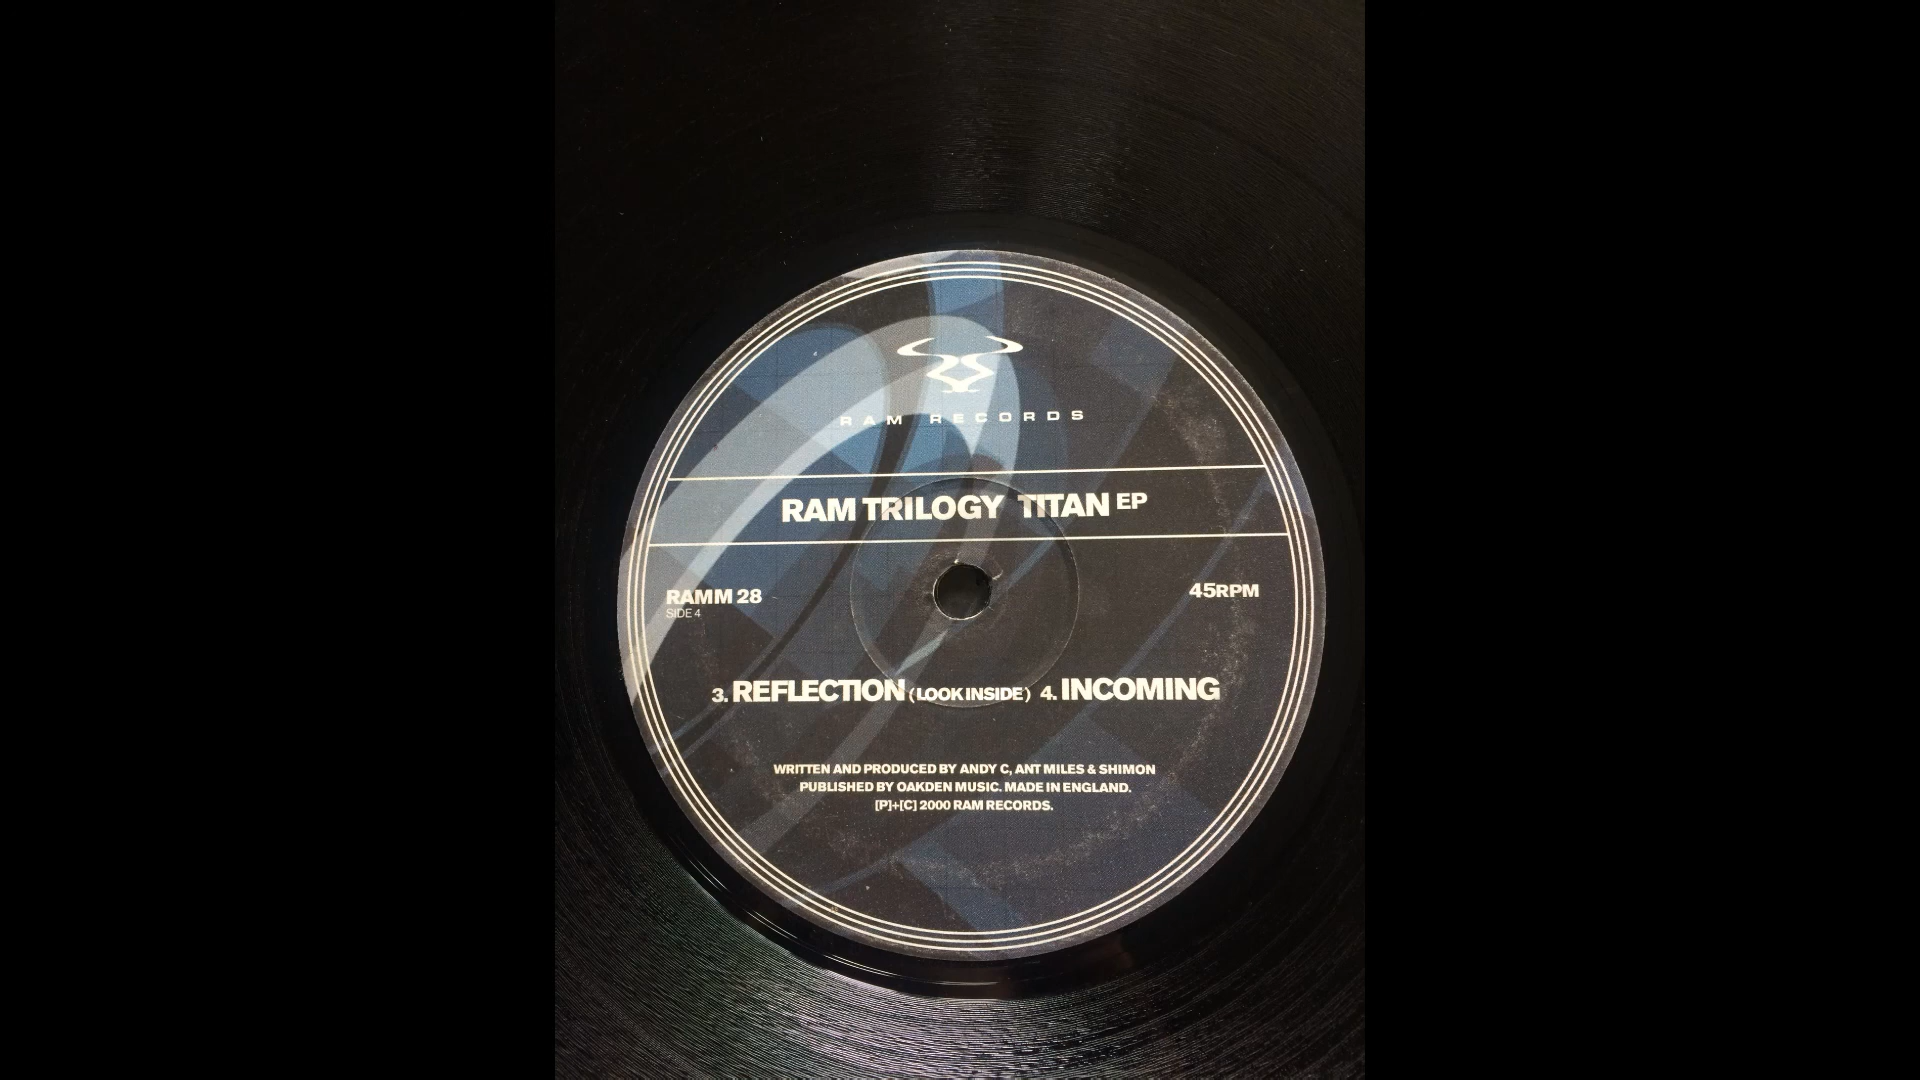 RAM RECORDS
RAM TRILOGY TITAN EP
RAMM 28
SIDE 4
45RPM
3. REFLECTION (LOOK INSIDE) 4. INCOMING
WRITTEN AND PRODUCED BY ANDY C, ANT MILES & SHIMON
PUBLISHED BY OAKDEN MUSIC. MADE IN ENGLAND.
[P]+[C] 2000 RAM RECORDS.